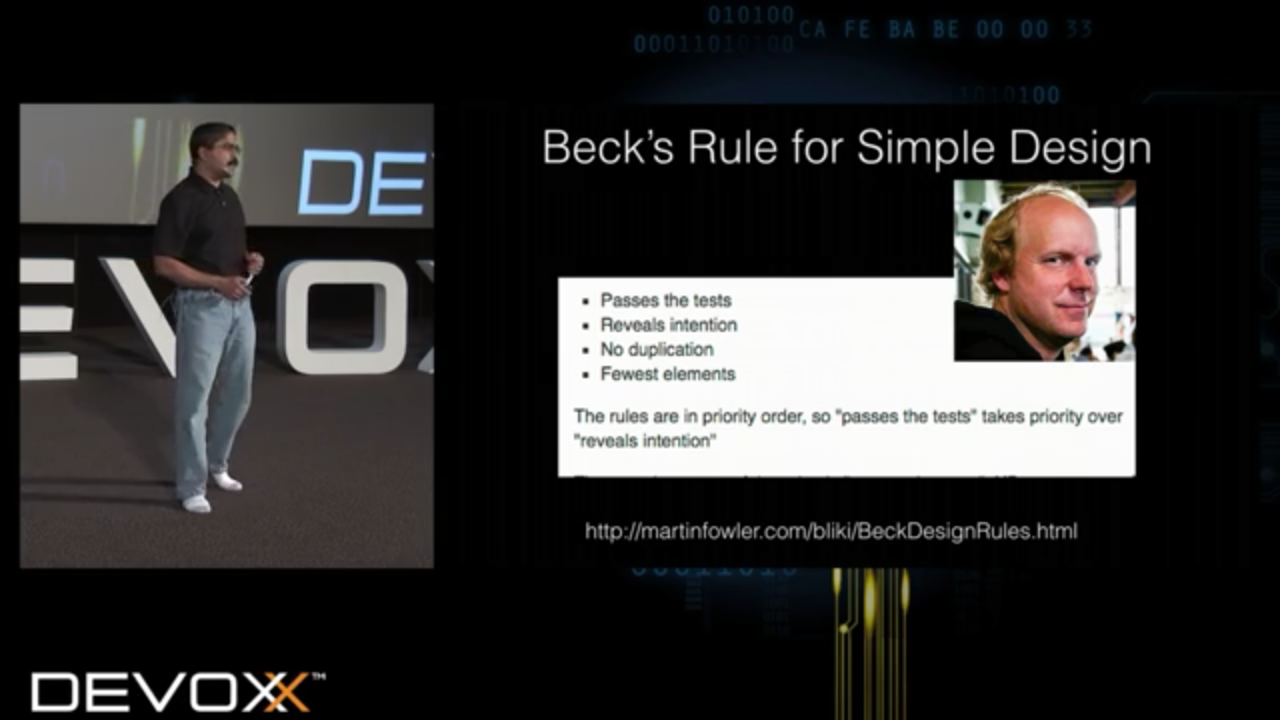 010100
00011010100
CA FE BA BE 00 00 33
1010100
DE
EVOX
Beck's Rule for Simple Design
▪ Passes the tests
▪ Reveals intention
▪ No duplication
▪ Fewest elements
The rules are in priority order, so "passes the tests" takes priority over
"reveals intention"
http://martinfowler.com/bliki/BeckDesignRules.html
DEVOXX™